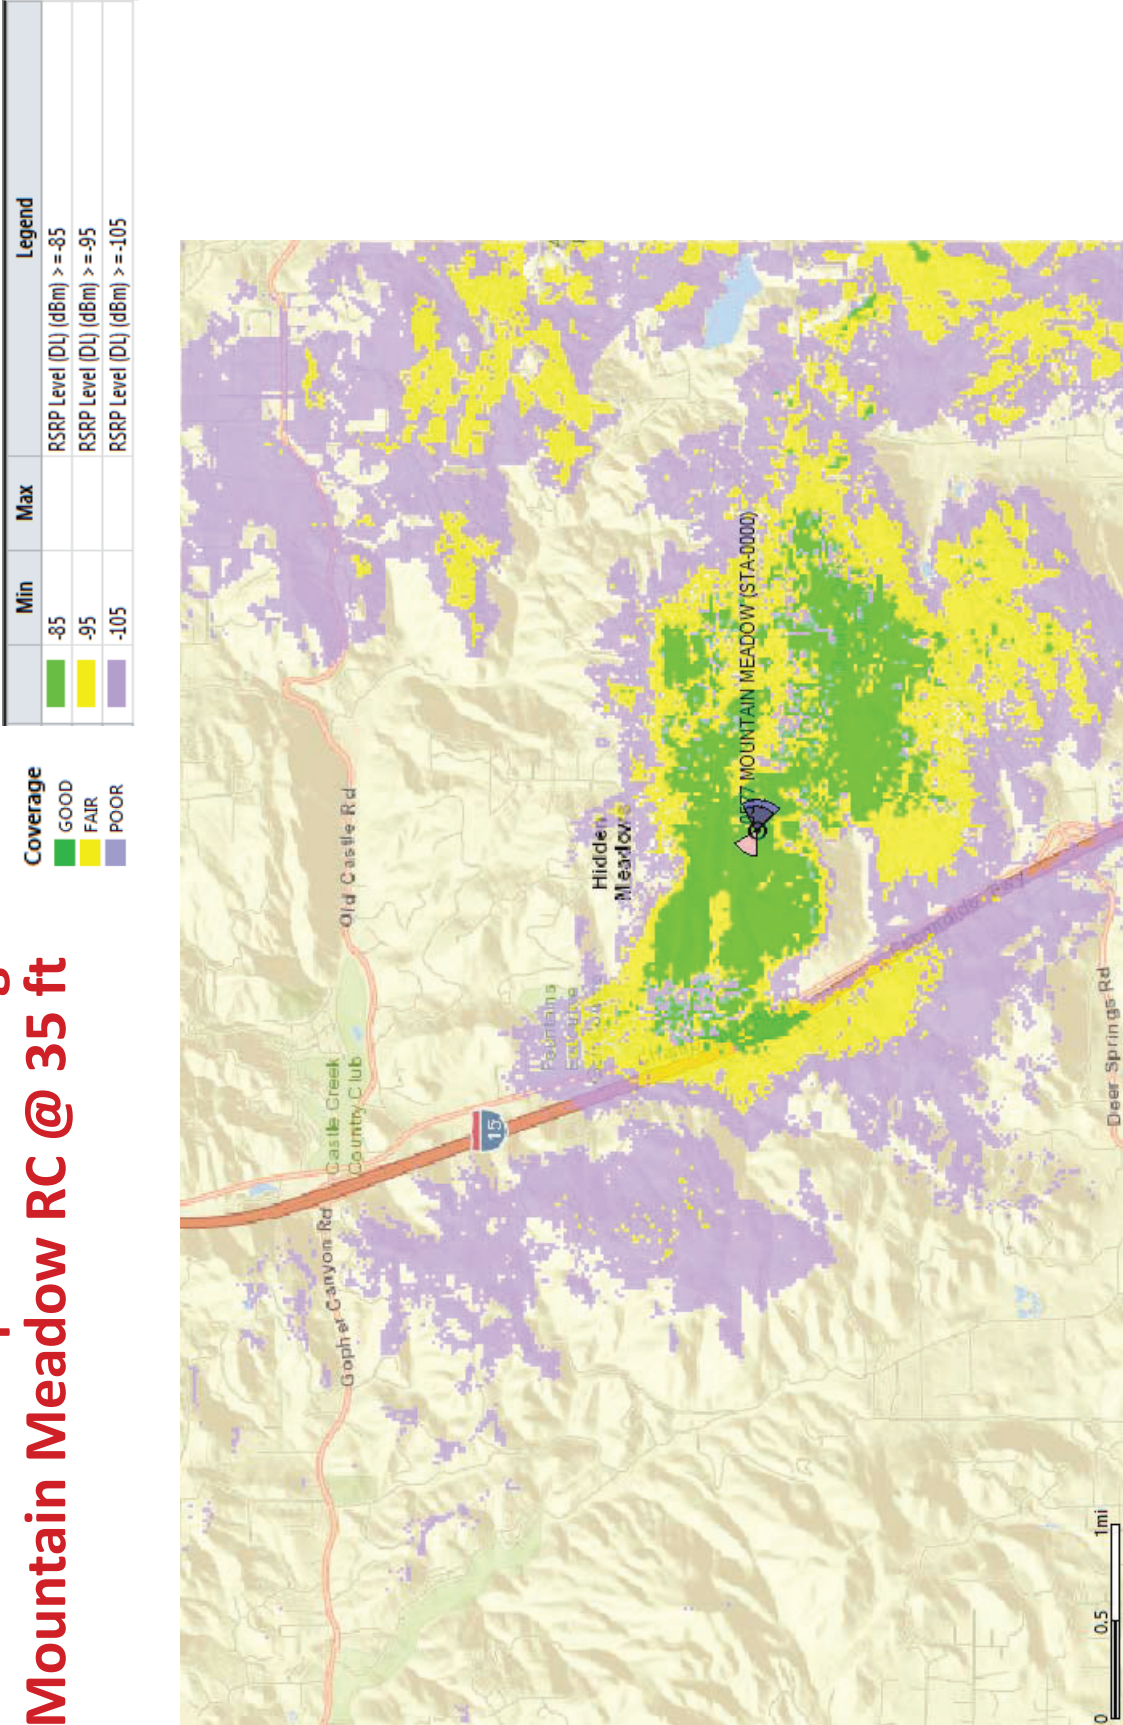 Mountain Meadow RC @ 35 ft
Coverage
GOOD
FAIR
POOR
Min Max Legend
-85 RSRP Level (DL) (dBm) >=-85
-95 RSRP Level (DL) (dBm) >=-95
-105 RSRP Level (DL) (dBm) >=-105
Gopher Canyon Rd
Castle Creek
Country Club
Old Castle Rd
15
Fountains
Hidden
Meadows
MOUNTAIN MEADOW (STA-0000)
Deer Springs Rd
0 0.5 1mi